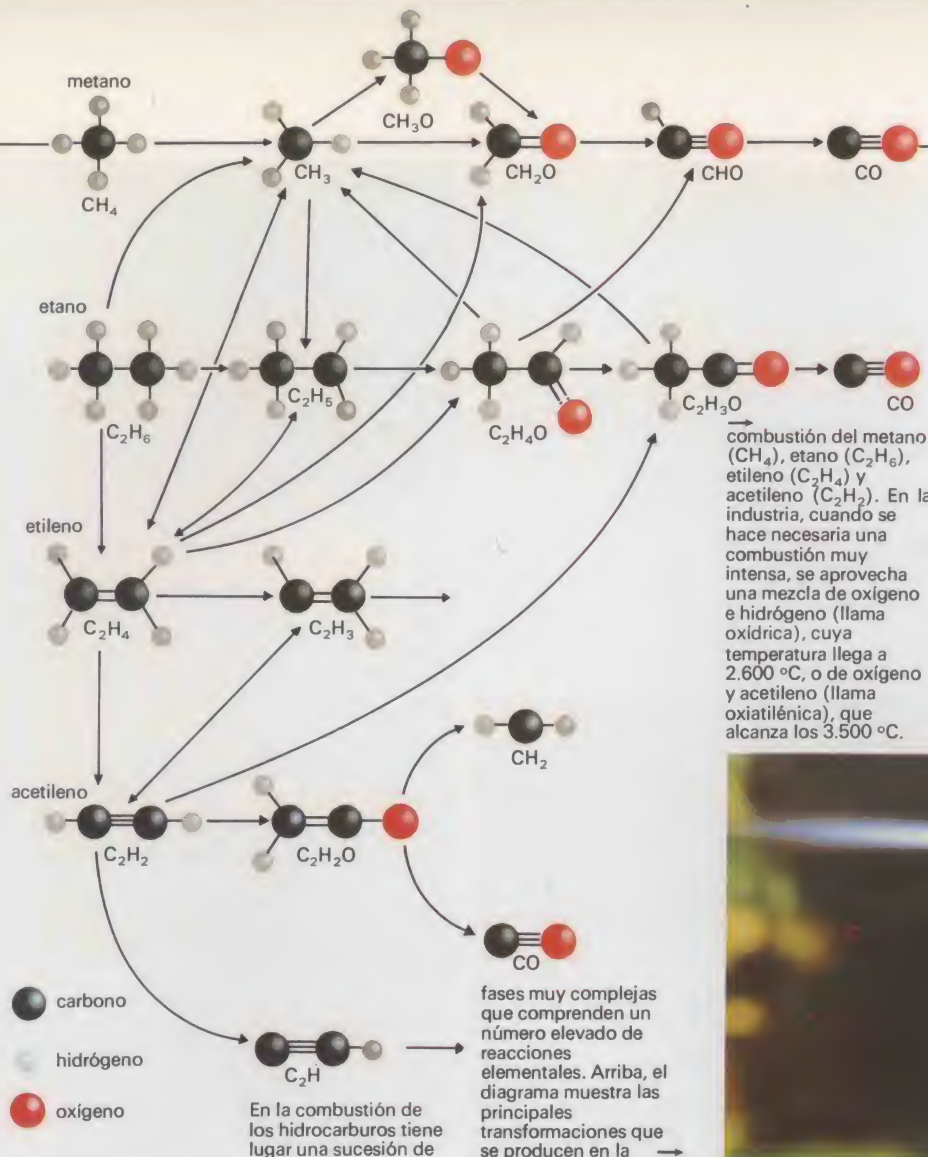 metano
CH₄
CH₃
CH₃O
CH₂O
CHO
CO
etano
C₂H₆
C₂H₅
C₂H₄O
C₂H₃O
CO
etileno
C₂H₄
C₂H₃
acetileno
C₂H₂
C₂H₂O
CH₂
CO
C₂H
carbono
hidrógeno
oxígeno
En la combustión de
los hidrocarburos tiene
lugar una sucesión de
fases muy complejas
que comprenden un
número elevado de
reacciones
elementales. Arriba, el
diagrama muestra las
principales
transformaciones que
se producen en la →
→
combustión del metano
(CH₄), etano (C₂H₆),
etileno (C₂H₄) y
acetileno (C₂H₂). En la
industria, cuando se
hace necesaria una
combustión muy
intensa, se aprovecha
una mezcla de oxígeno
e hidrógeno (llama
oxídrica), cuya
temperatura llega a
2.600 ºC, o de oxígeno
y acetileno (llama
oxiatilénica), que
alcanza los 3.500 ºC.